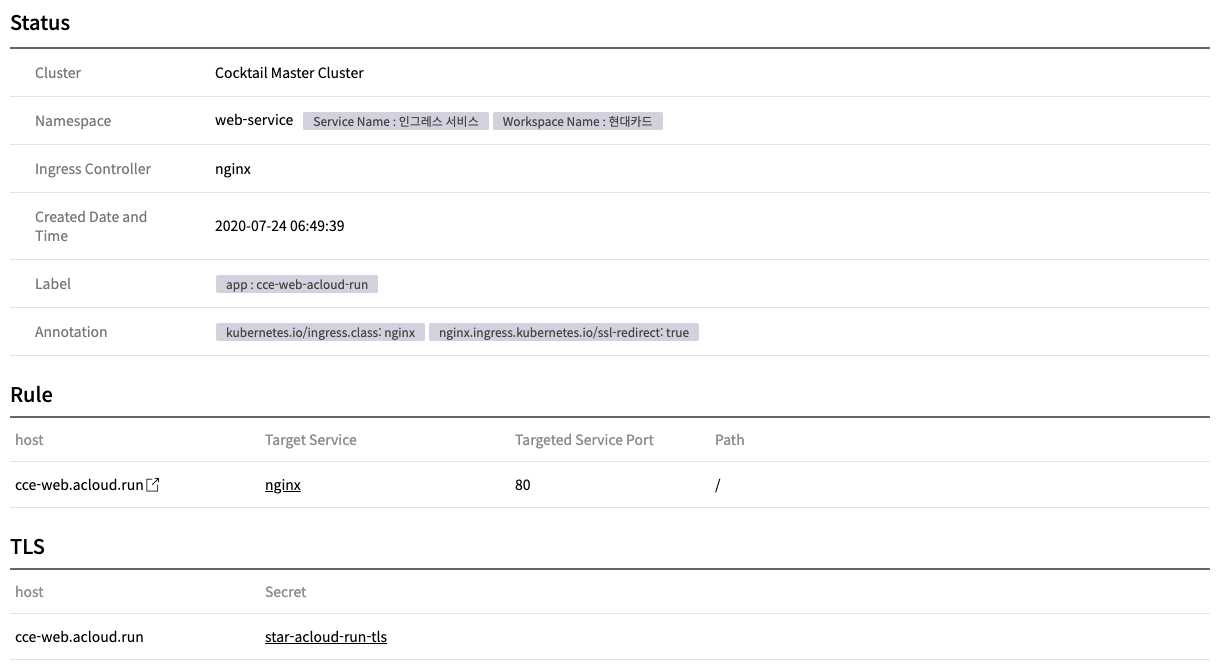 Status
Cluster Cocktail Master Cluster
Namespace web-service Service Name : 인그레스 서비스 Workspace Name : 현대카드
Ingress Controller nginx
Created Date and
Time 2020-07-24 06:49:39
Label app : cce-web-acloud-run
Annotation kubernetes.io/ingress.class: nginx nginx.ingress.kubernetes.io/ssl-redirect: true
Rule
host Target Service Targeted Service Port Path
cce-web.acloud.run nginx 80 /
TLS
host Secret
cce-web.acloud.run star-acloud-run-tls